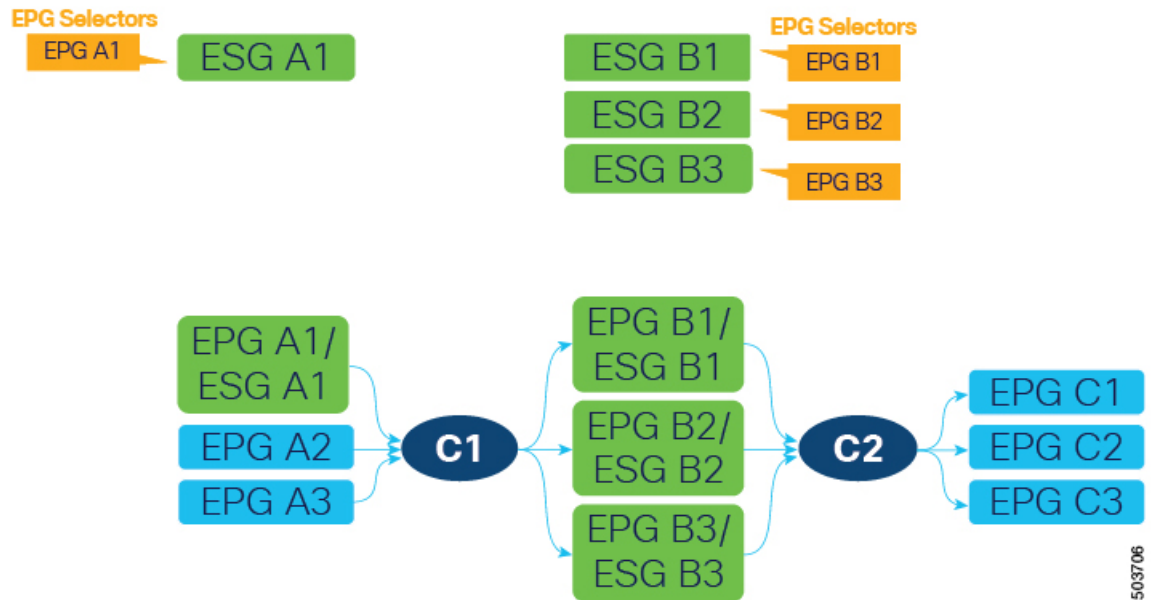 EPG Selectors
EPG A1
ESG A1
ESG B1
ESG B2
ESG B3
EPG Selectors
EPG B1
EPG B2
EPG B3
EPG A1/
ESG A1
EPG A2
EPG A3
C1
EPG B1/
ESG B1
EPG B2/
ESG B2
EPG B3/
ESG B3
C2
EPG C1
EPG C2
EPG C3
503706